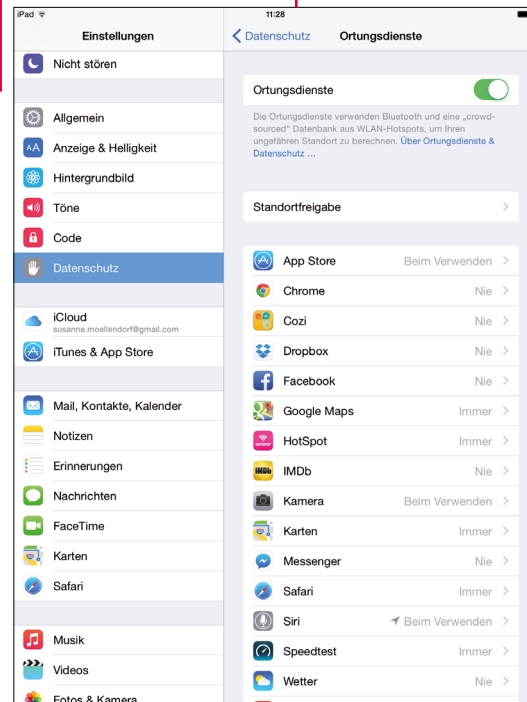 iPad
11:28
Einstellungen
Nicht stören
Allgemein
AA Anzeige & Helligkeit
Hintergrundbild
Töne
Code
Datenschutz
iCloud
susanne.moellendorf@gmail.com
iTunes & App Store
Mail, Kontakte, Kalender
Notizen
Erinnerungen
Nachrichten
FaceTime
Karten
Safari
Musik
Videos
Fotos & Kamera
Datenschutz
Ortungsdienste
Ortungsdienste
Die Ortungsdienste verwenden Bluetooth und eine „crowd-
sourced“ Datenbank aus WLAN-Hotspots, um Ihren
ungefähren Standort zu berechnen. Über Ortungsdienste &
Datenschutz …
Standortfreigabe
App Store Beim Verwenden
Chrome Nie
Cozi Nie
Dropbox Nie
Facebook Nie
Google Maps Immer
HotSpot Immer
IMDb IMDb Nie
Kamera Beim Verwenden
Karten Immer
Messenger Nie
Safari Immer
Siri Beim Verwenden
Speedtest Immer
Wetter Nie